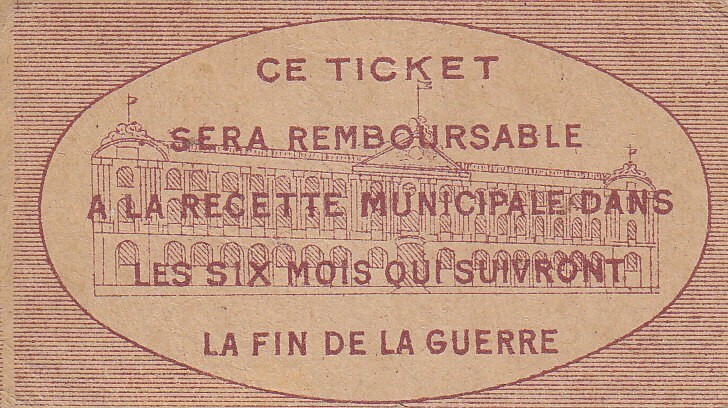 CE TICKET
SERA REMBOURSABLE
A LA RECETTE MUNICIPALE DANS
LES SIX MOIS QUI SUIVRONT
LA FIN DE LA GUERRE